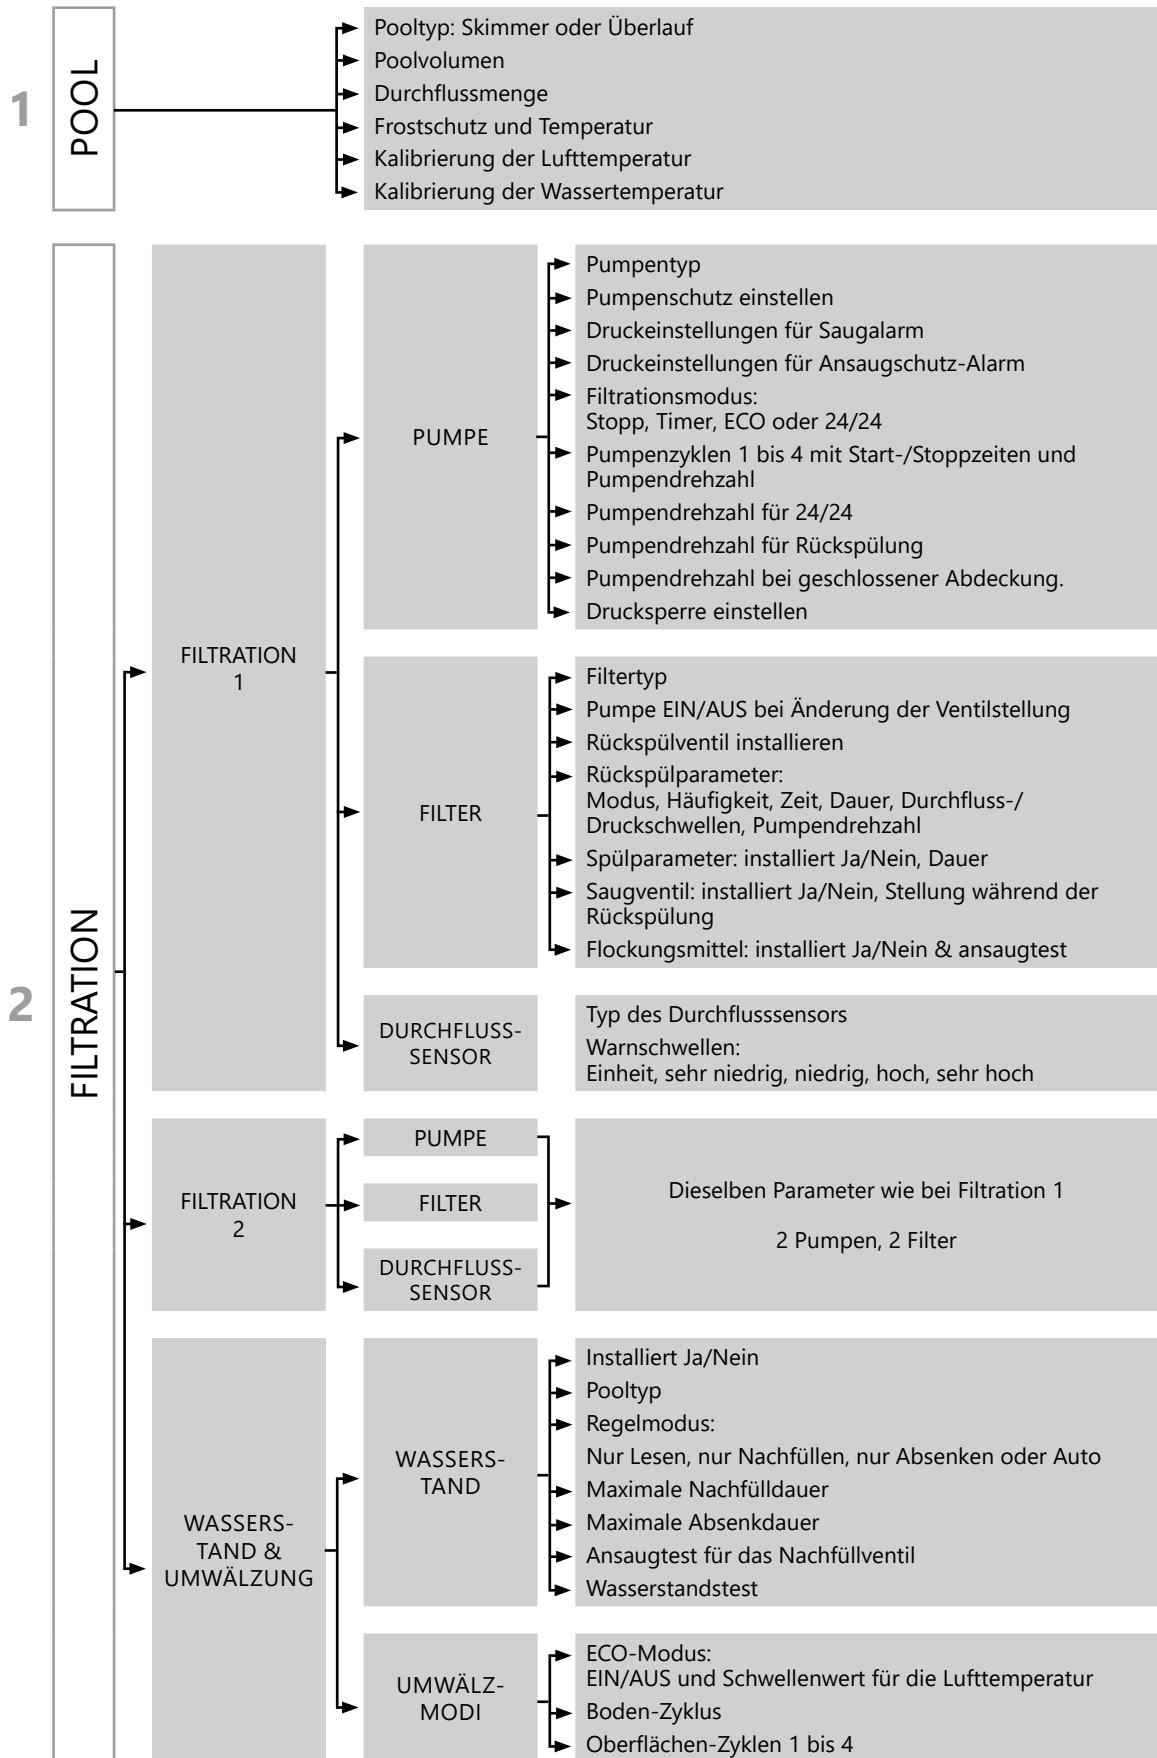 1
POOL
Pooltyp: Skimmer oder Überlauf
Poolvolumen
Durchflussmenge
Frostschutz und Temperatur
Kalibrierung der Lufttemperatur
Kalibrierung der Wassertemperatur
2
FILTRATION
FILTRATION
1
PUMPE
Pumpentyp
Pumpenschutz einstellen
Druckeinstellungen für Saugalarm
Druckeinstellungen für Ansaugschutz-Alarm
Filtrationsmodus:
Stopp, Timer, ECO oder 24/24
Pumpenzyklen 1 bis 4 mit Start-/Stoppzeiten und
Pumpendrehzahl
Pumpendrehzahl für 24/24
Pumpendrehzahl für Rückspülung
Pumpendrehzahl bei geschlossener Abdeckung.
Drucksperre einstellen
FILTER
Filtertyp
Pumpe EIN/AUS bei Änderung der Ventilstellung
Rückspülventil installieren
Rückspülparameter:
Modus, Häufigkeit, Zeit, Dauer, Durchfluss-/
Druckschwellen, Pumpendrehzahl
Spülparameter: installiert Ja/Nein, Dauer
Saugventil: installiert Ja/Nein, Stellung während der
Rückspülung
Flockungsmittel: installiert Ja/Nein & ansaugtest
DURCHFLUSS-
SENSOR
Typ des Durchflusssensors
Warnschwellen:
Einheit, sehr niedrig, niedrig, hoch, sehr hoch
FILTRATION
2
PUMPE
FILTER
DURCHFLUSS-
SENSOR
Dieselben Parameter wie bei Filtration 1
2 Pumpen, 2 Filter
WASSERS-
TAND &
UMWÄLZUNG
WASSERS-
TAND
Installiert Ja/Nein
Pooltyp
Regelmodus:
Nur Lesen, nur Nachfüllen, nur Absenken oder Auto
Maximale Nachfülldauer
Maximale Absenkdauer
Ansaugtest für das Nachfüllventil
Wasserstandstest
UMWÄLZ-
MODI
ECO-Modus:
EIN/AUS und Schwellenwert für die Lufttemperatur
Boden-Zyklus
Oberflächen-Zyklen 1 bis 4